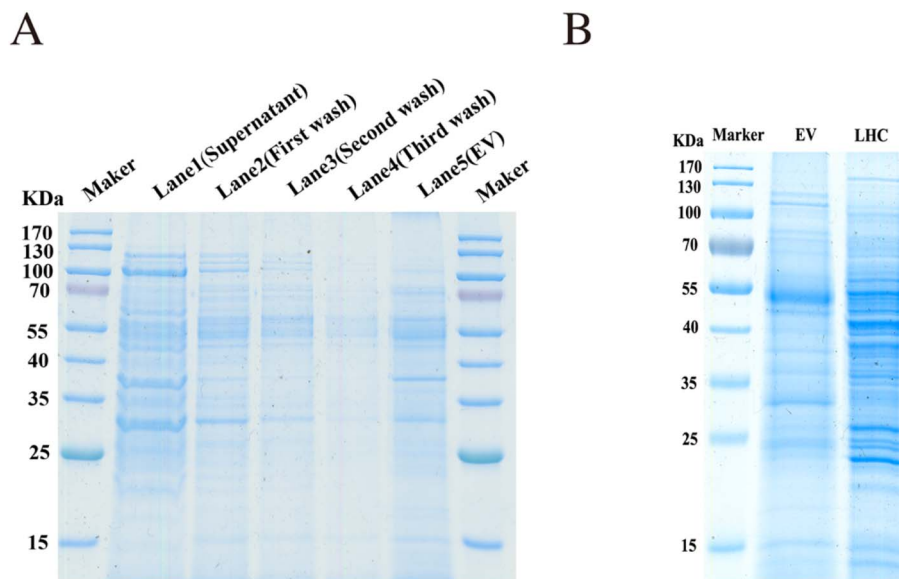 A
KDa
Maker
Lane1(Supernatant)
Lane2(First wash)
Lane3(Second wash)
Lane4(Third wash)
Lane5(EV)
Maker
170
130
100
70
55
40
35
25
15
B
KDa Marker EV LHC
170
130
100
70
55
40
35
25
15